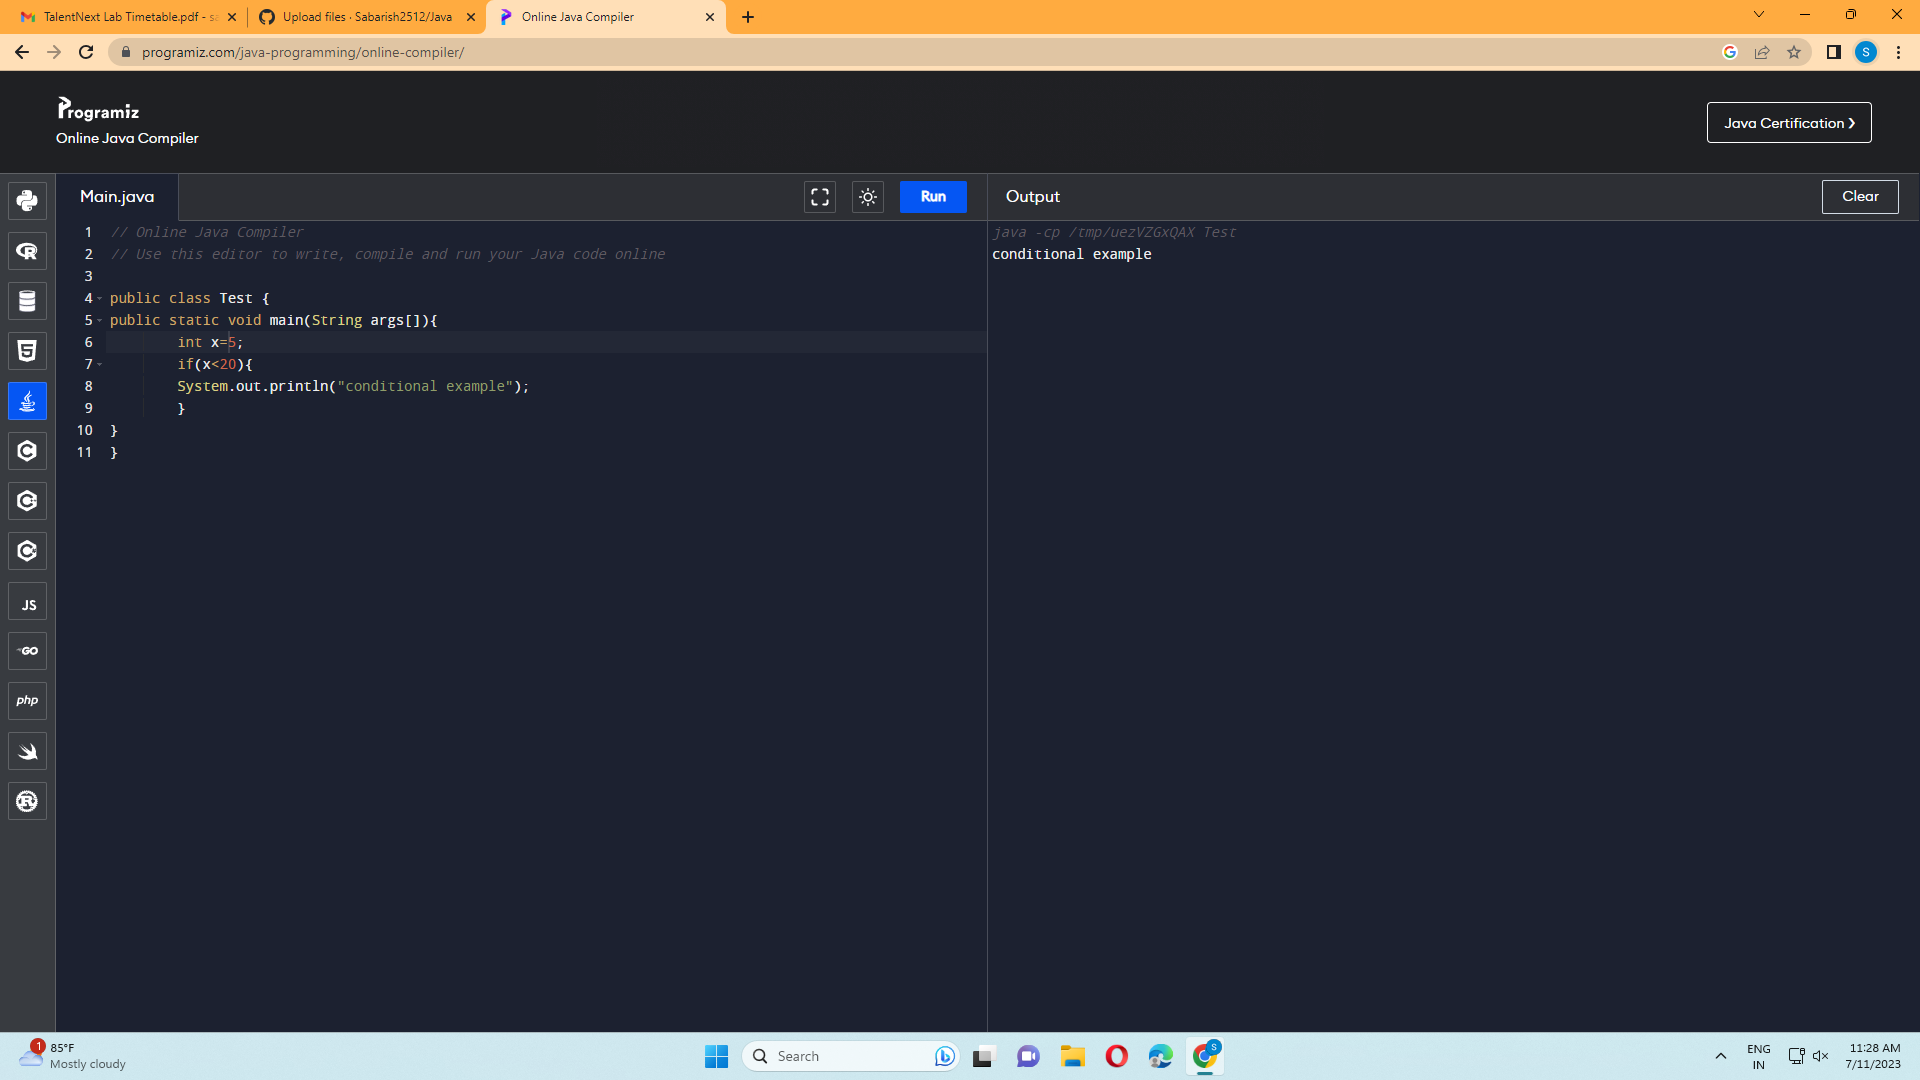 TalentNext Lab Timetable.pdf - sa
Upload files · Sabarish2512/Java
Online Java Compiler
programiz.com/java-programming/online-compiler/
S
Programiz
Online Java Compiler
Java Certification ❯
Main.java
Run
Output
Clear
1 // Online Java Compiler
2 // Use this editor to write, compile and run your Java code online
3
4 public class Test {
5 public static void main(String args[]){
6         int x=5;
7         if(x<20){
8         System.out.println("conditional example");
9         }
10 }
11 }
java -cp /tmp/uezVZGxQAX Test
conditional example
R
5
C
C
C
JS
GO
php
R
1
85°F
Mostly cloudy
Search
S
ENG
IN
11:28 AM
7/11/2023